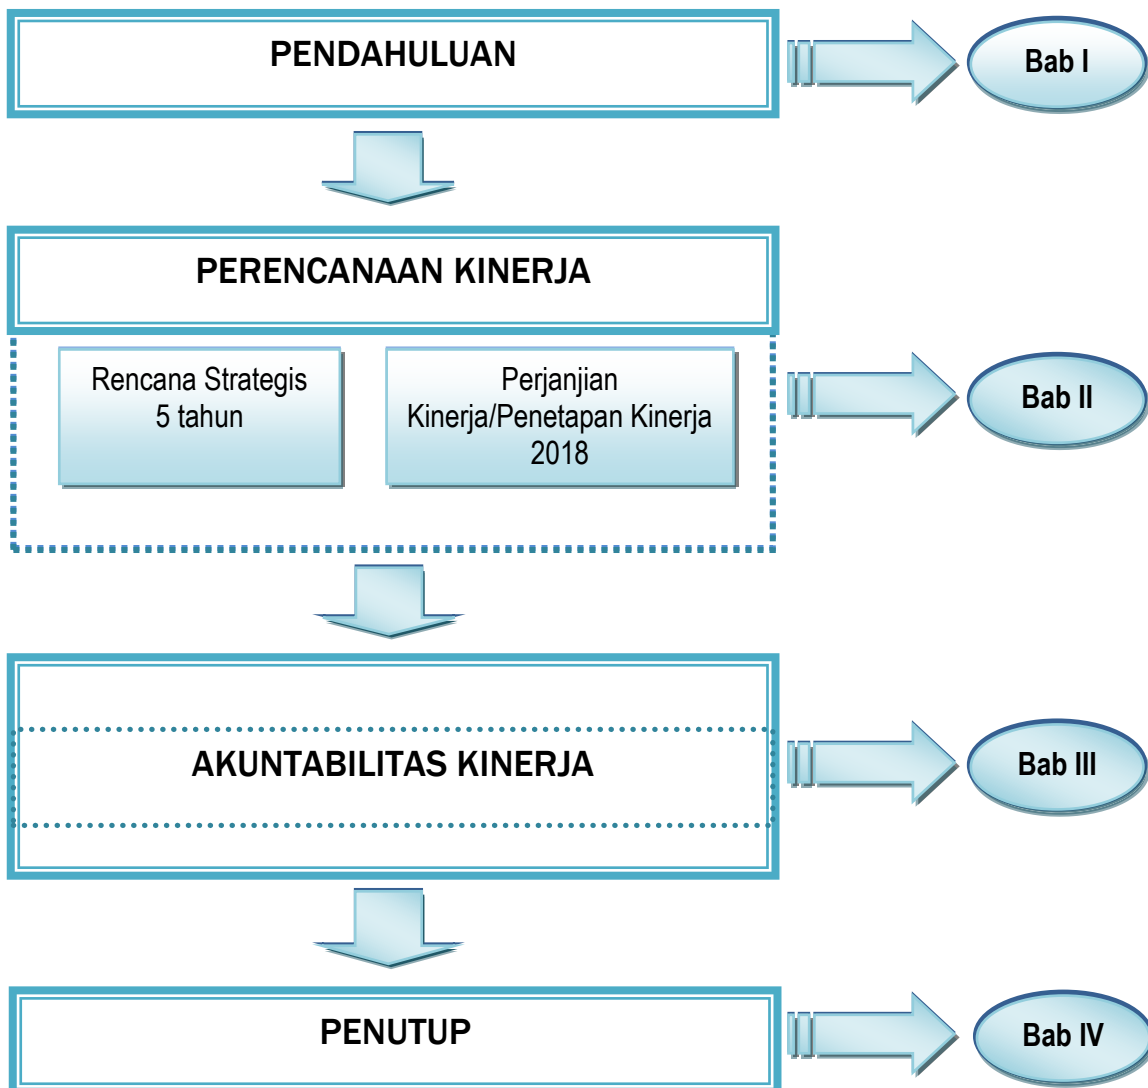 PENDAHULUAN
Bab I
PERENCANAAN KINERJA
Rencana Strategis
5 tahun
Perjanjian
Kinerja/Penetapan Kinerja
2018
Bab II
AKUNTABILITAS KINERJA
Bab III
PENUTUP
Bab IV